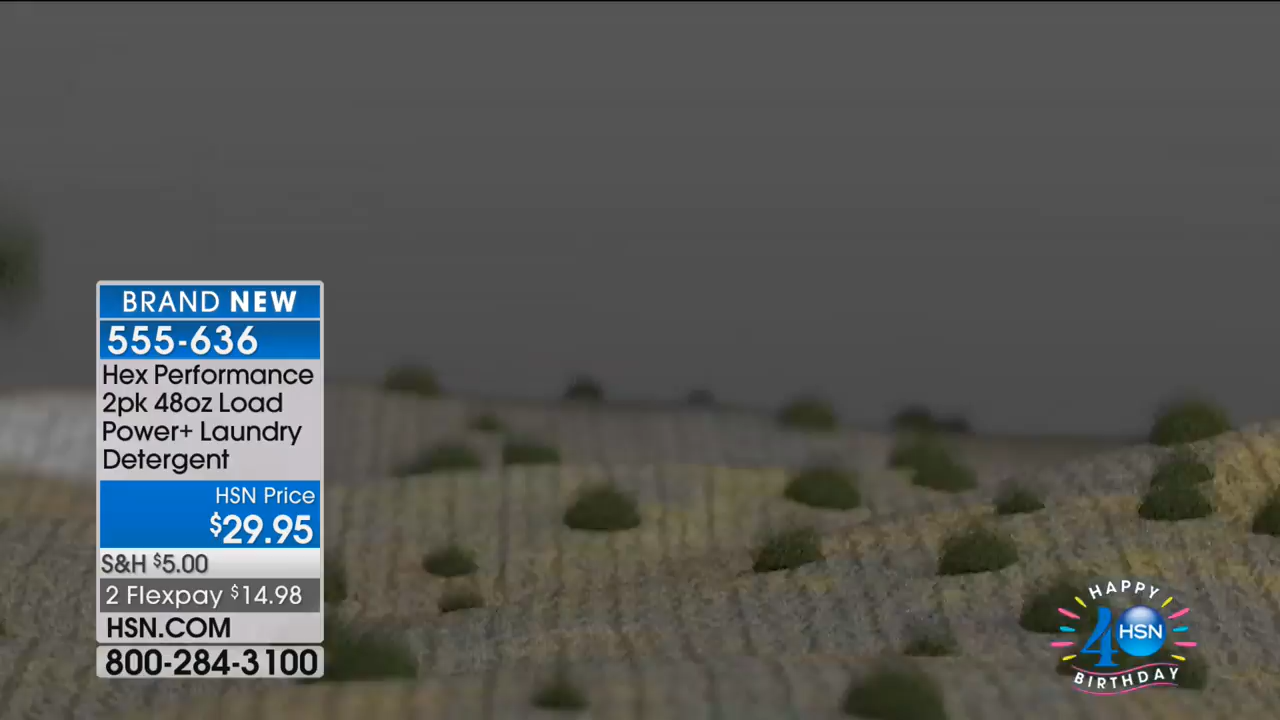 BRAND NEW
555-636
Hex Performance
2pk 48oz Load
Power+ Laundry
Detergent
HSN Price
$29.95
S&H $5.00
2 Flexpay $14.98
HSN.COM
800-284-3100
HAPPY
40 HSN
BIRTHDAY